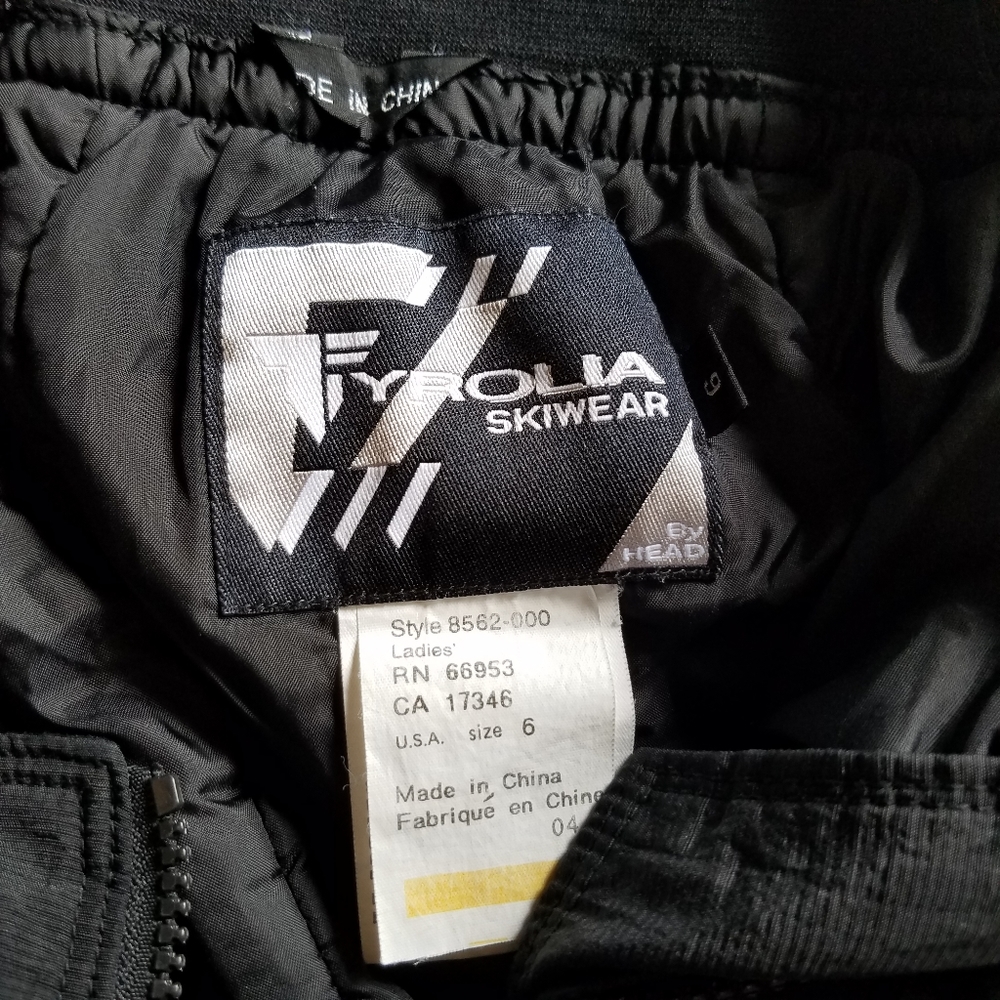 DE IN CHIN
TYROLIA
SKIWEAR
6
By
HEAD
Style 8562-000
Ladies'
RN 66953
CA 17346
U.S.A. size 6
Made in China
Fabriqué en Chine
04